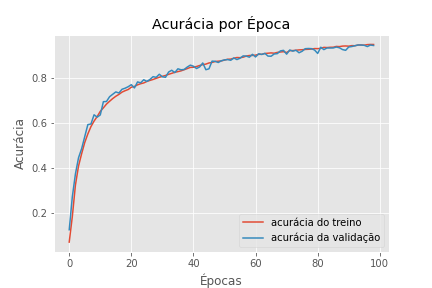 Acurácia por Época
0.8
0.6
0.4
0.2
Acurácia
acurácia do treino
acurácia da validação
0 20 40 60 80 100
Épocas